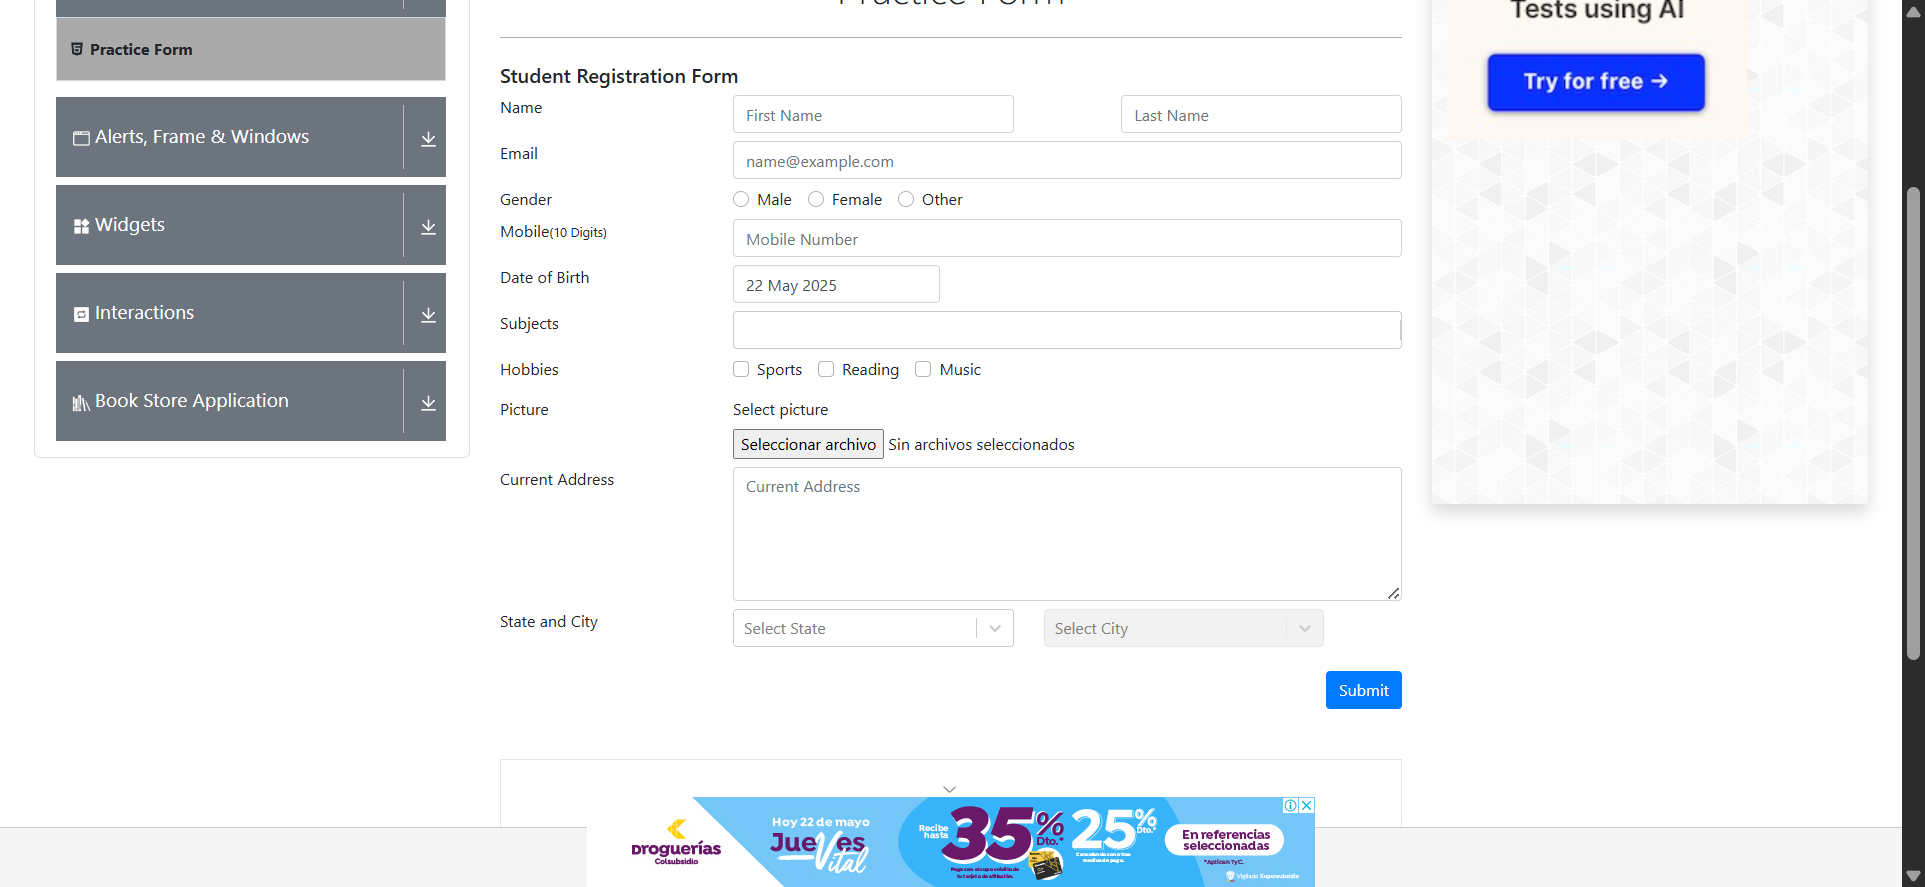 Practice Form
Practice Form
Alerts, Frame & Windows
Widgets
Interactions
Book Store Application
Student Registration Form
Name
First Name
Last Name
Email
name@example.com
Gender
Male
Female
Other
Mobile(10 Digits)
Mobile Number
Date of Birth
22 May 2025
Subjects
Hobbies
Sports
Reading
Music
Picture
Select picture
Seleccionar archivo
Sin archivos seleccionados
Current Address
Current Address
State and City
Select State
Select City
Submit
Tests using AI
Try for free →
DROGUERÍAS
Colsubsidio
Hoy 22 de mayo
Jueves
Vital
Recibe
hasta
35%
Dto.*
25%
Dto.*
En referencias
seleccionadas
*Aplican TyC.
Vigilado Supersubsidio